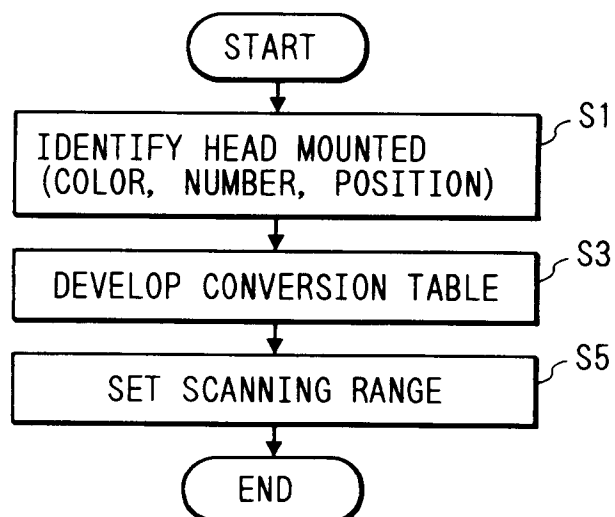 START
S1
IDENTIFY HEAD MOUNTED
(COLOR, NUMBER, POSITION)
S3
DEVELOP CONVERSION TABLE
S5
SET SCANNING RANGE
END